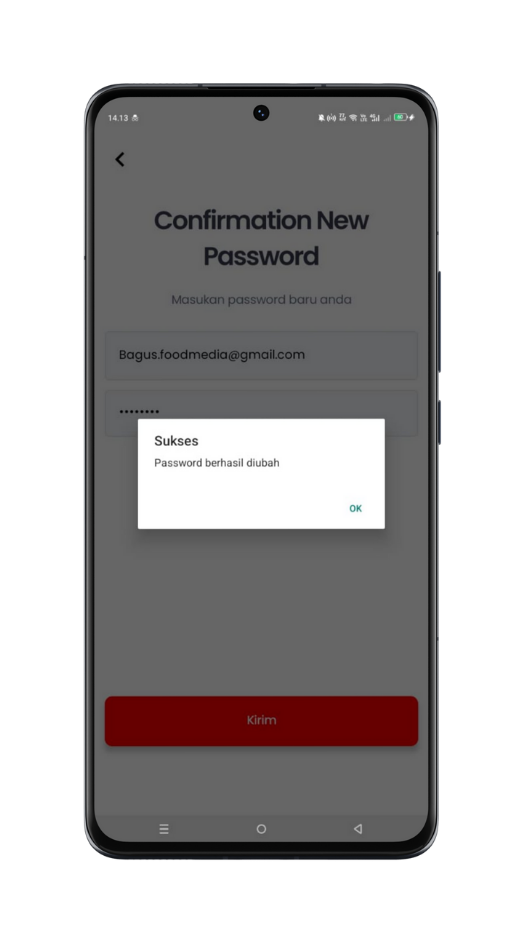 14.13
Confirmation New
Password
Masukan password baru anda
Bagus.foodmedia@gmail.com
••••••••
Sukses
Password berhasil diubah
OK
Kirim